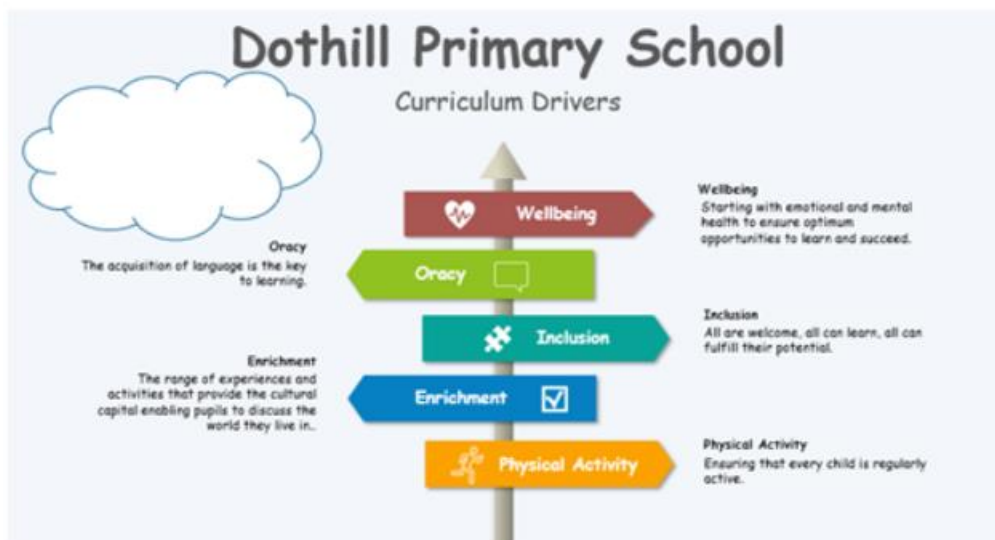 Dothill Primary School
Curriculum Drivers
Wellbeing
Wellbeing
Starting with emotional and mental
health to ensure optimum
opportunities to learn and succeed.
Oracy
The acquisition of language is the key
to learning.
Oracy
Inclusion
Inclusion
All are welcome, all can learn, all can
fulfill their potential.
Enrichment
The range of experiences and
activities that provide the cultural
capital enabling pupils to discuss the
world they live in..
Enrichment
Physical Activity
Physical Activity
Ensuring that every child is regularly
active.